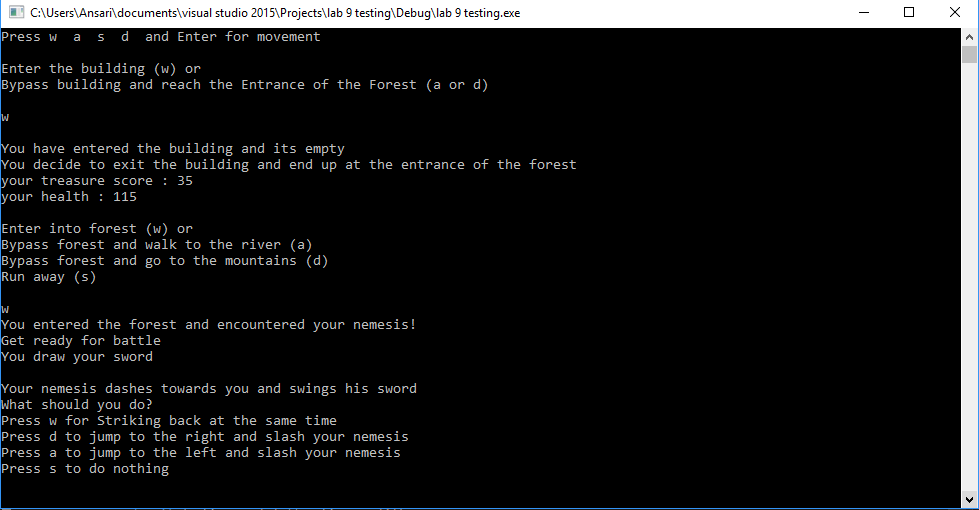 C:\Users\Ansari\documents\visual studio 2015\Projects\lab 9 testing\Debug\lab 9 testing.exe
Press w  a  s  d  and Enter for movement
Enter the building (w) or
Bypass building and reach the Entrance of the Forest (a or d)
w
You have entered the building and its empty
You decide to exit the building and end up at the entrance of the forest
your treasure score : 35
your health : 115
Enter into forest (w) or
Bypass forest and walk to the river (a)
Bypass forest and go to the mountains (d)
Run away (s)
w
You entered the forest and encountered your nemesis!
Get ready for battle
You draw your sword
Your nemesis dashes towards you and swings his sword
What should you do?
Press w for Striking back at the same time
Press d to jump to the right and slash your nemesis
Press a to jump to the left and slash your nemesis
Press s to do nothing